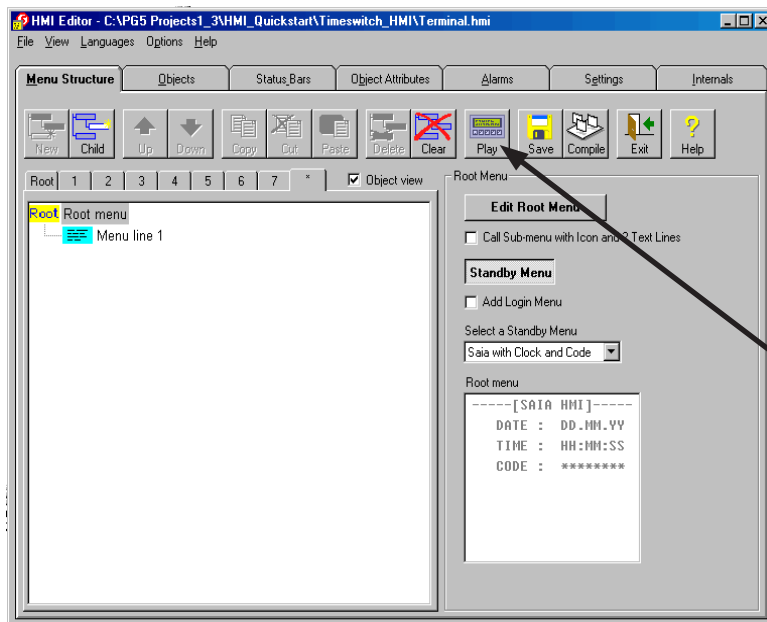 HMI Editor - C:\PG5 Projects1_3\HMI_Quickstart\Timeswitch_HMI\Terminal.hmi
File View Languages Options Help
Menu Structure Objects Status_Bars Object Attributes Alarms Settings Internals
New Child Up Down Copy Cut Paste Delete Clear Play Save Compile Exit Help
Root 1 2 3 4 5 6 7 * Object view
Root Menu
Root Root menu
Menu line 1
Edit Root Menu
Call Sub-menu with Icon and 2 Text Lines
Standby Menu
Add Login Menu
Select a Standby Menu
Saia with Clock and Code
Root menu
-----[SAIA HMI]-----
DATE : DD.MM.YY
TIME : HH:MM:SS
CODE : ********